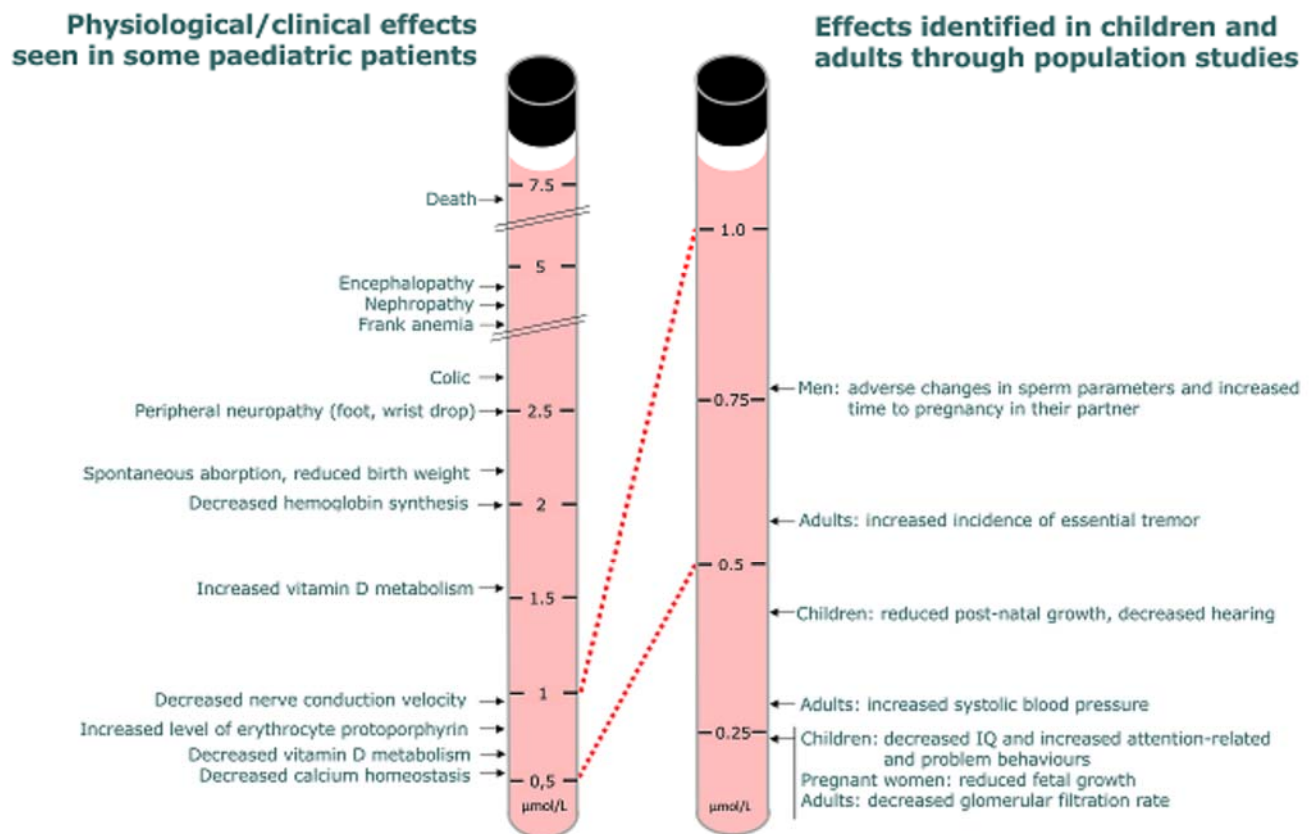 Physiological/clinical effects
seen in some paediatric patients
Effects identified in children and
adults through population studies
7.5
Death
5
Encephalopathy
Nephropathy
Frank anemia
Colic
2.5
Peripheral neuropathy (foot, wrist drop)
Spontaneous aborption, reduced birth weight
Decreased hemoglobin synthesis
2
Increased vitamin D metabolism
1.5
Decreased nerve conduction velocity
1
Increased level of erythrocyte protoporphyrin
Decreased vitamin D metabolism
Decreased calcium homeostasis
0,5
µmol/L
1.0
Men: adverse changes in sperm parameters and increased
time to pregnancy in their partner
0.75
Adults: increased incidence of essential tremor
0.5
Children: reduced post-natal growth, decreased hearing
Adults: increased systolic blood pressure
0.25
Children: decreased IQ and increased attention-related
and problem behaviours
Pregnant women: reduced fetal growth
Adults: decreased glomerular filtration rate
µmol/L